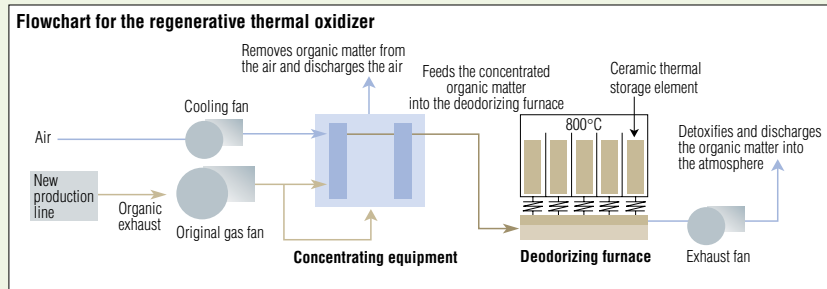 Flowchart for the regenerative thermal oxidizer
Removes organic matter from
the air and discharges the air
Feeds the concentrated
organic matter
into the deodorizing furnace
Ceramic thermal
storage element
Cooling fan
800°C
Detoxifies and discharges
the organic matter into
the atmosphere
Air
New
production
line
Organic
exhaust
Original gas fan
Concentrating equipment
Deodorizing furnace
Exhaust fan